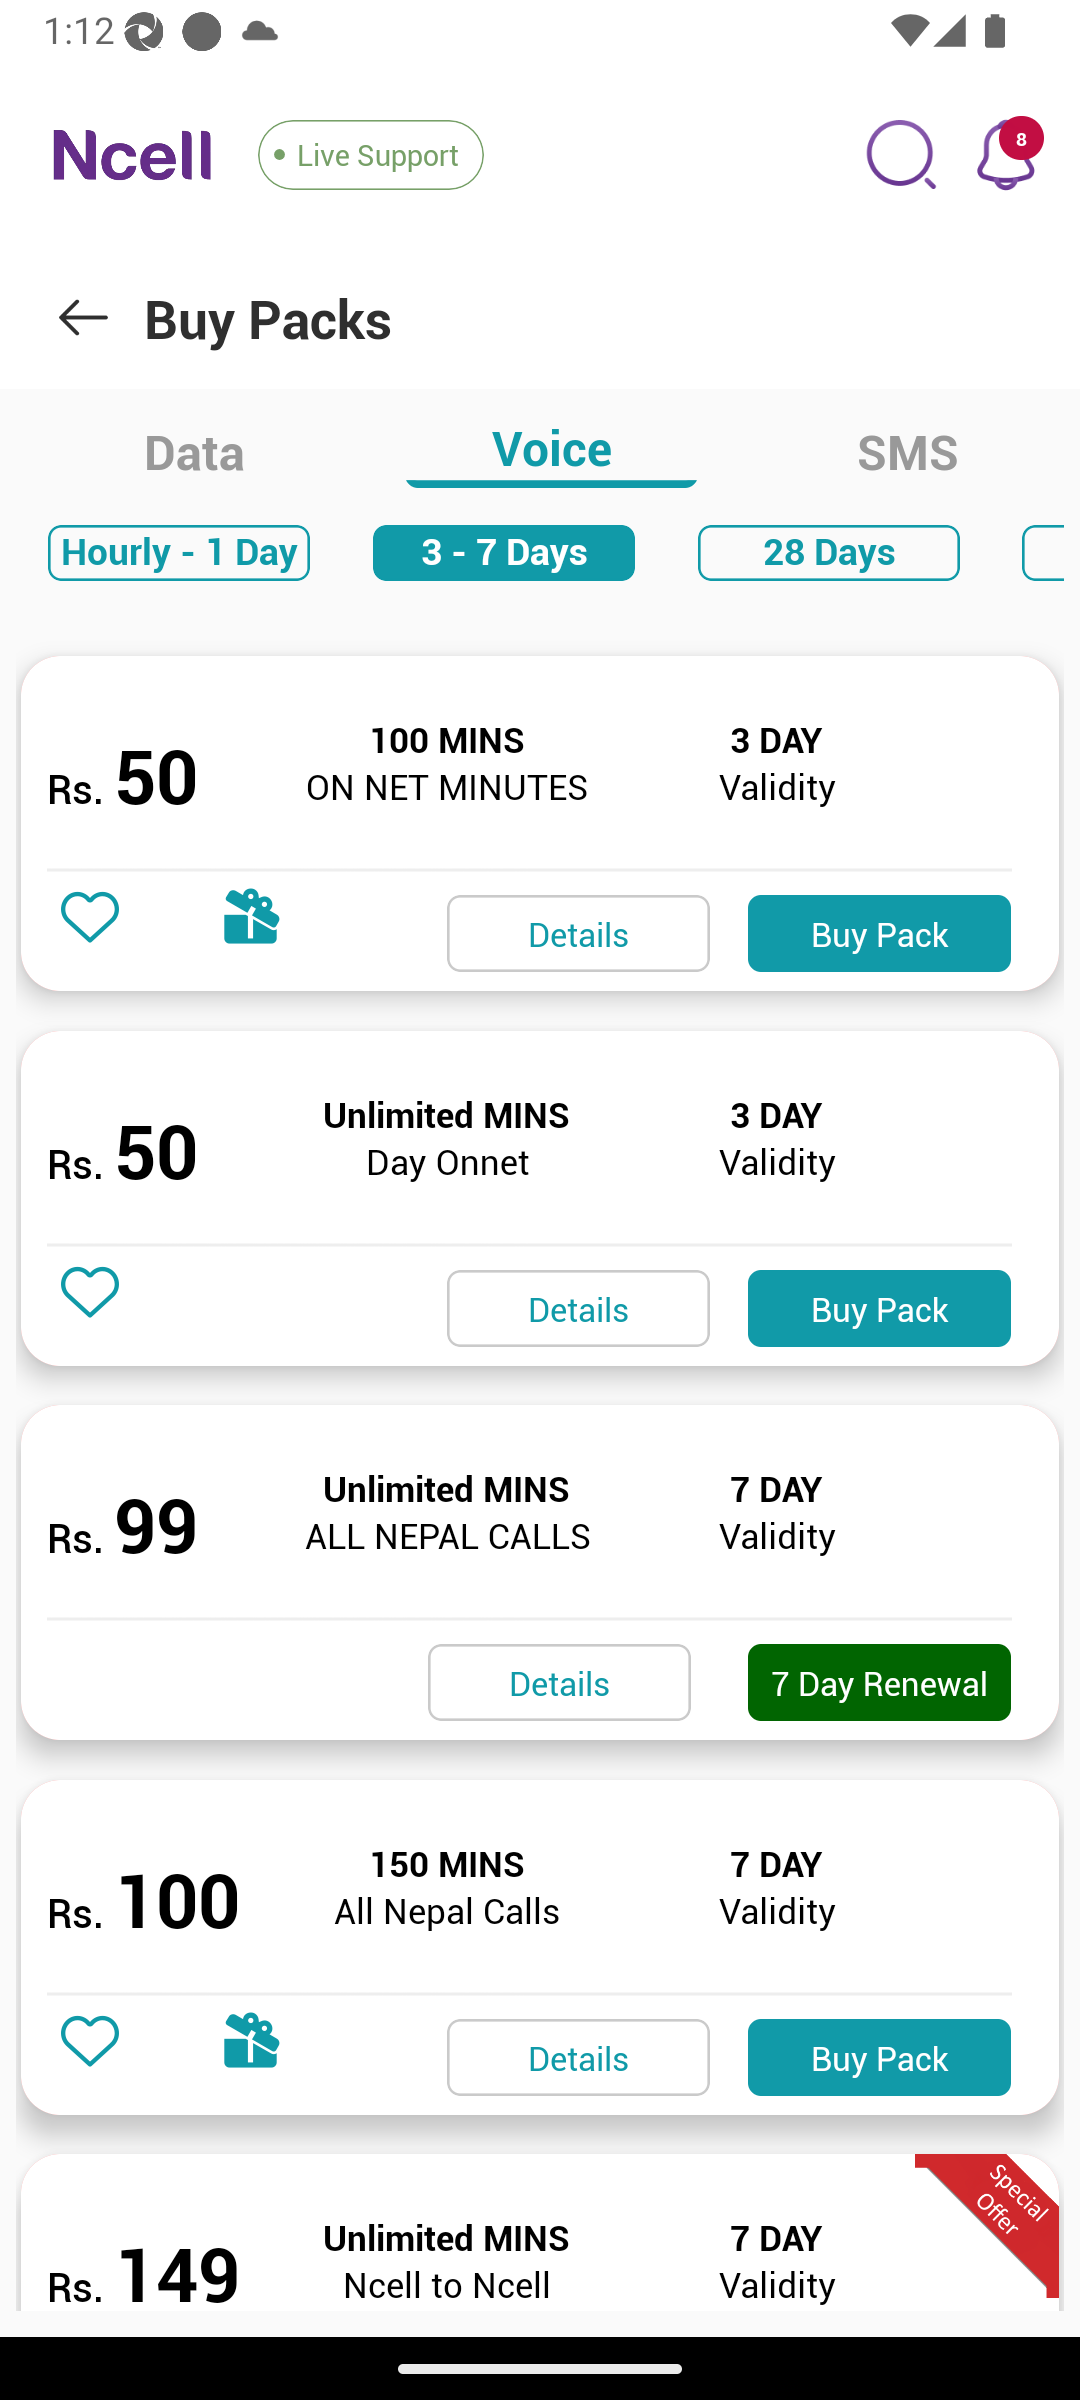 1:12
Ncell
Live Support
8
Buy Packs
Data
Voice
SMS
Hourly - 1 Day
3 - 7 Days
28 Days
Rs. 50
100 MINS
ON NET MINUTES
3 DAY
Validity
Details
Buy Pack
Rs. 50
Unlimited MINS
Day Onnet
3 DAY
Validity
Details
Buy Pack
Rs. 99
Unlimited MINS
ALL NEPAL CALLS
7 DAY
Validity
Details
7 Day Renewal
Rs. 100
150 MINS
All Nepal Calls
7 DAY
Validity
Details
Buy Pack
Special
Offer
Rs. 149
Unlimited MINS
Ncell to Ncell
7 DAY
Validity